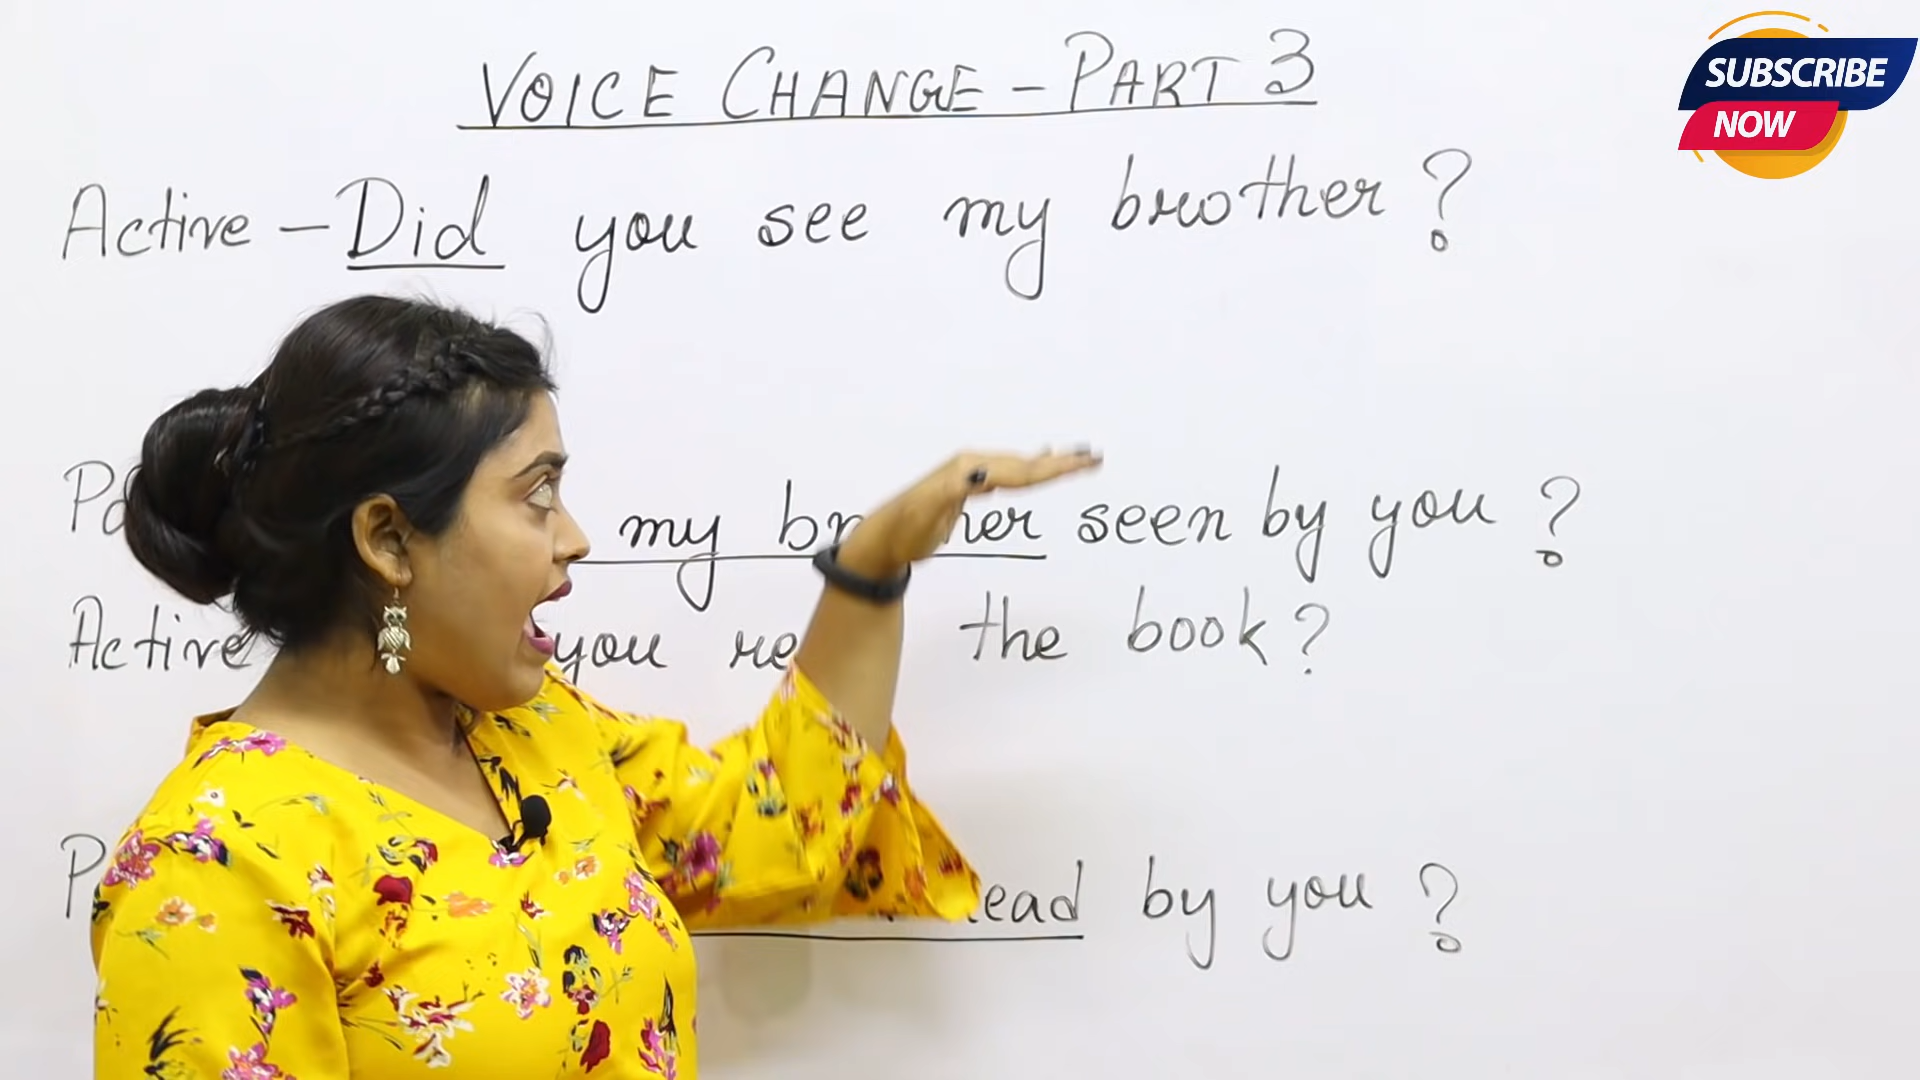 VOICE CHANGE - PART 3
SUBSCRIBE
NOW
Active - Did you see my brother ?
my seen by you ?
Active you the book ?
by you ?